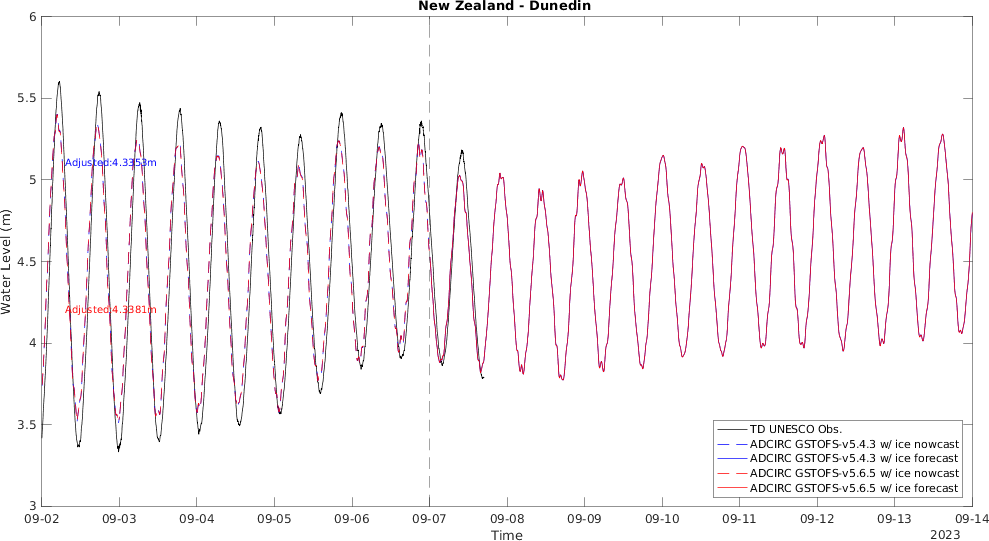 New Zealand - Dunedin
6
5.5
5
4.5
4
3.5
3
Water Level (m)
Adjusted:4.3353m
Adjusted:4.3381m
TD UNESCO Obs.
ADCIRC GSTOFS-v5.4.3 w/ ice nowcast
ADCIRC GSTOFS-v5.4.3 w/ ice forecast
ADCIRC GSTOFS-v5.6.5 w/ ice nowcast
ADCIRC GSTOFS-v5.6.5 w/ ice forecast
09-02 09-03 09-04 09-05 09-06 09-07 09-08 09-09 09-10 09-11 09-12 09-13 09-14
Time
2023